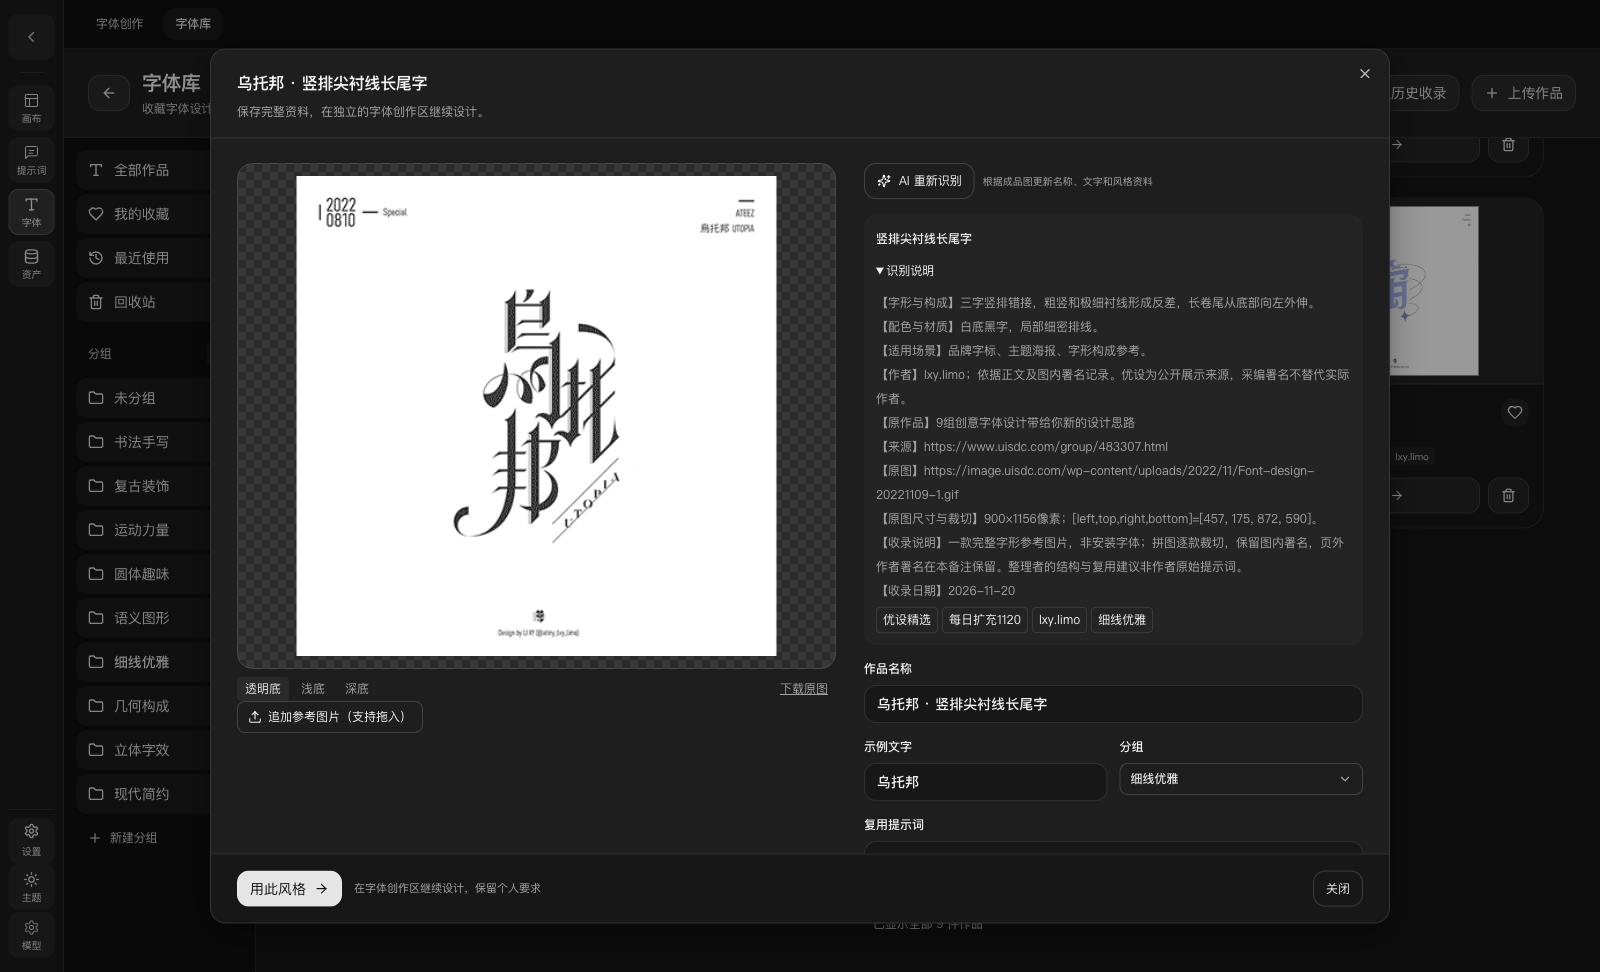 字体创作
字体库
画布
提示词
字体
资产
设置
主题
模型
字体库
收藏字体设计
历史收录
上传作品
全部作品
我的收藏
最近使用
回收站
分组
未分组
书法手写
复古装饰
运动力量
圆体趣味
语义图形
细线优雅
几何构成
立体字效
现代简约
新建分组
乌托邦 · 竖排尖衬线长尾字
保存完整资料，在独立的字体创作区继续设计。
2022
0810
Special
ATEEZ
烏托邦 UTOPIA
烏托邦
UTOPIA
透明底
浅底
深底
下载原图
追加参考图片（支持拖入）
AI 重新识别
根据成品图更新名称、文字和风格资料
竖排尖衬线长尾字
识别说明
【字形与构成】三字竖排错接，粗竖和极细衬线形成反差，长卷尾从底部向左外伸。
【配色与材质】白底黑字，局部细密排线。
【适用场景】品牌字标、主题海报、字形构成参考。
【作者】lxy.limo；依据正文及图内署名记录。优设为公开展示来源，采编署名不替代实际
作者。
【原作品】9组创意字体设计带给你新的设计思路
【来源】https://www.uisdc.com/group/483307.html
【原图】https://image.uisdc.com/wp-content/uploads/2022/11/Font-design-
20221109-1.gif
【原图尺寸与裁切】900×1156像素；[left,top,right,bottom]=[457, 175, 872, 590]。
【收录说明】一款完整字形参考图片，非安装字体；拼图逐款裁切，保留图内署名，页外
作者署名在本备注保留。整理者的结构与复用建议非作者原始提示词。
【收录日期】2026-11-20
优设精选
每日扩充1120
lxy.limo
细线优雅
作品名称
乌托邦 · 竖排尖衬线长尾字
示例文字
分组
乌托邦
细线优雅
复用提示词
用此风格
在字体创作区继续设计，保留个人要求
关闭
lxy.limo
已显示全部 9 件作品